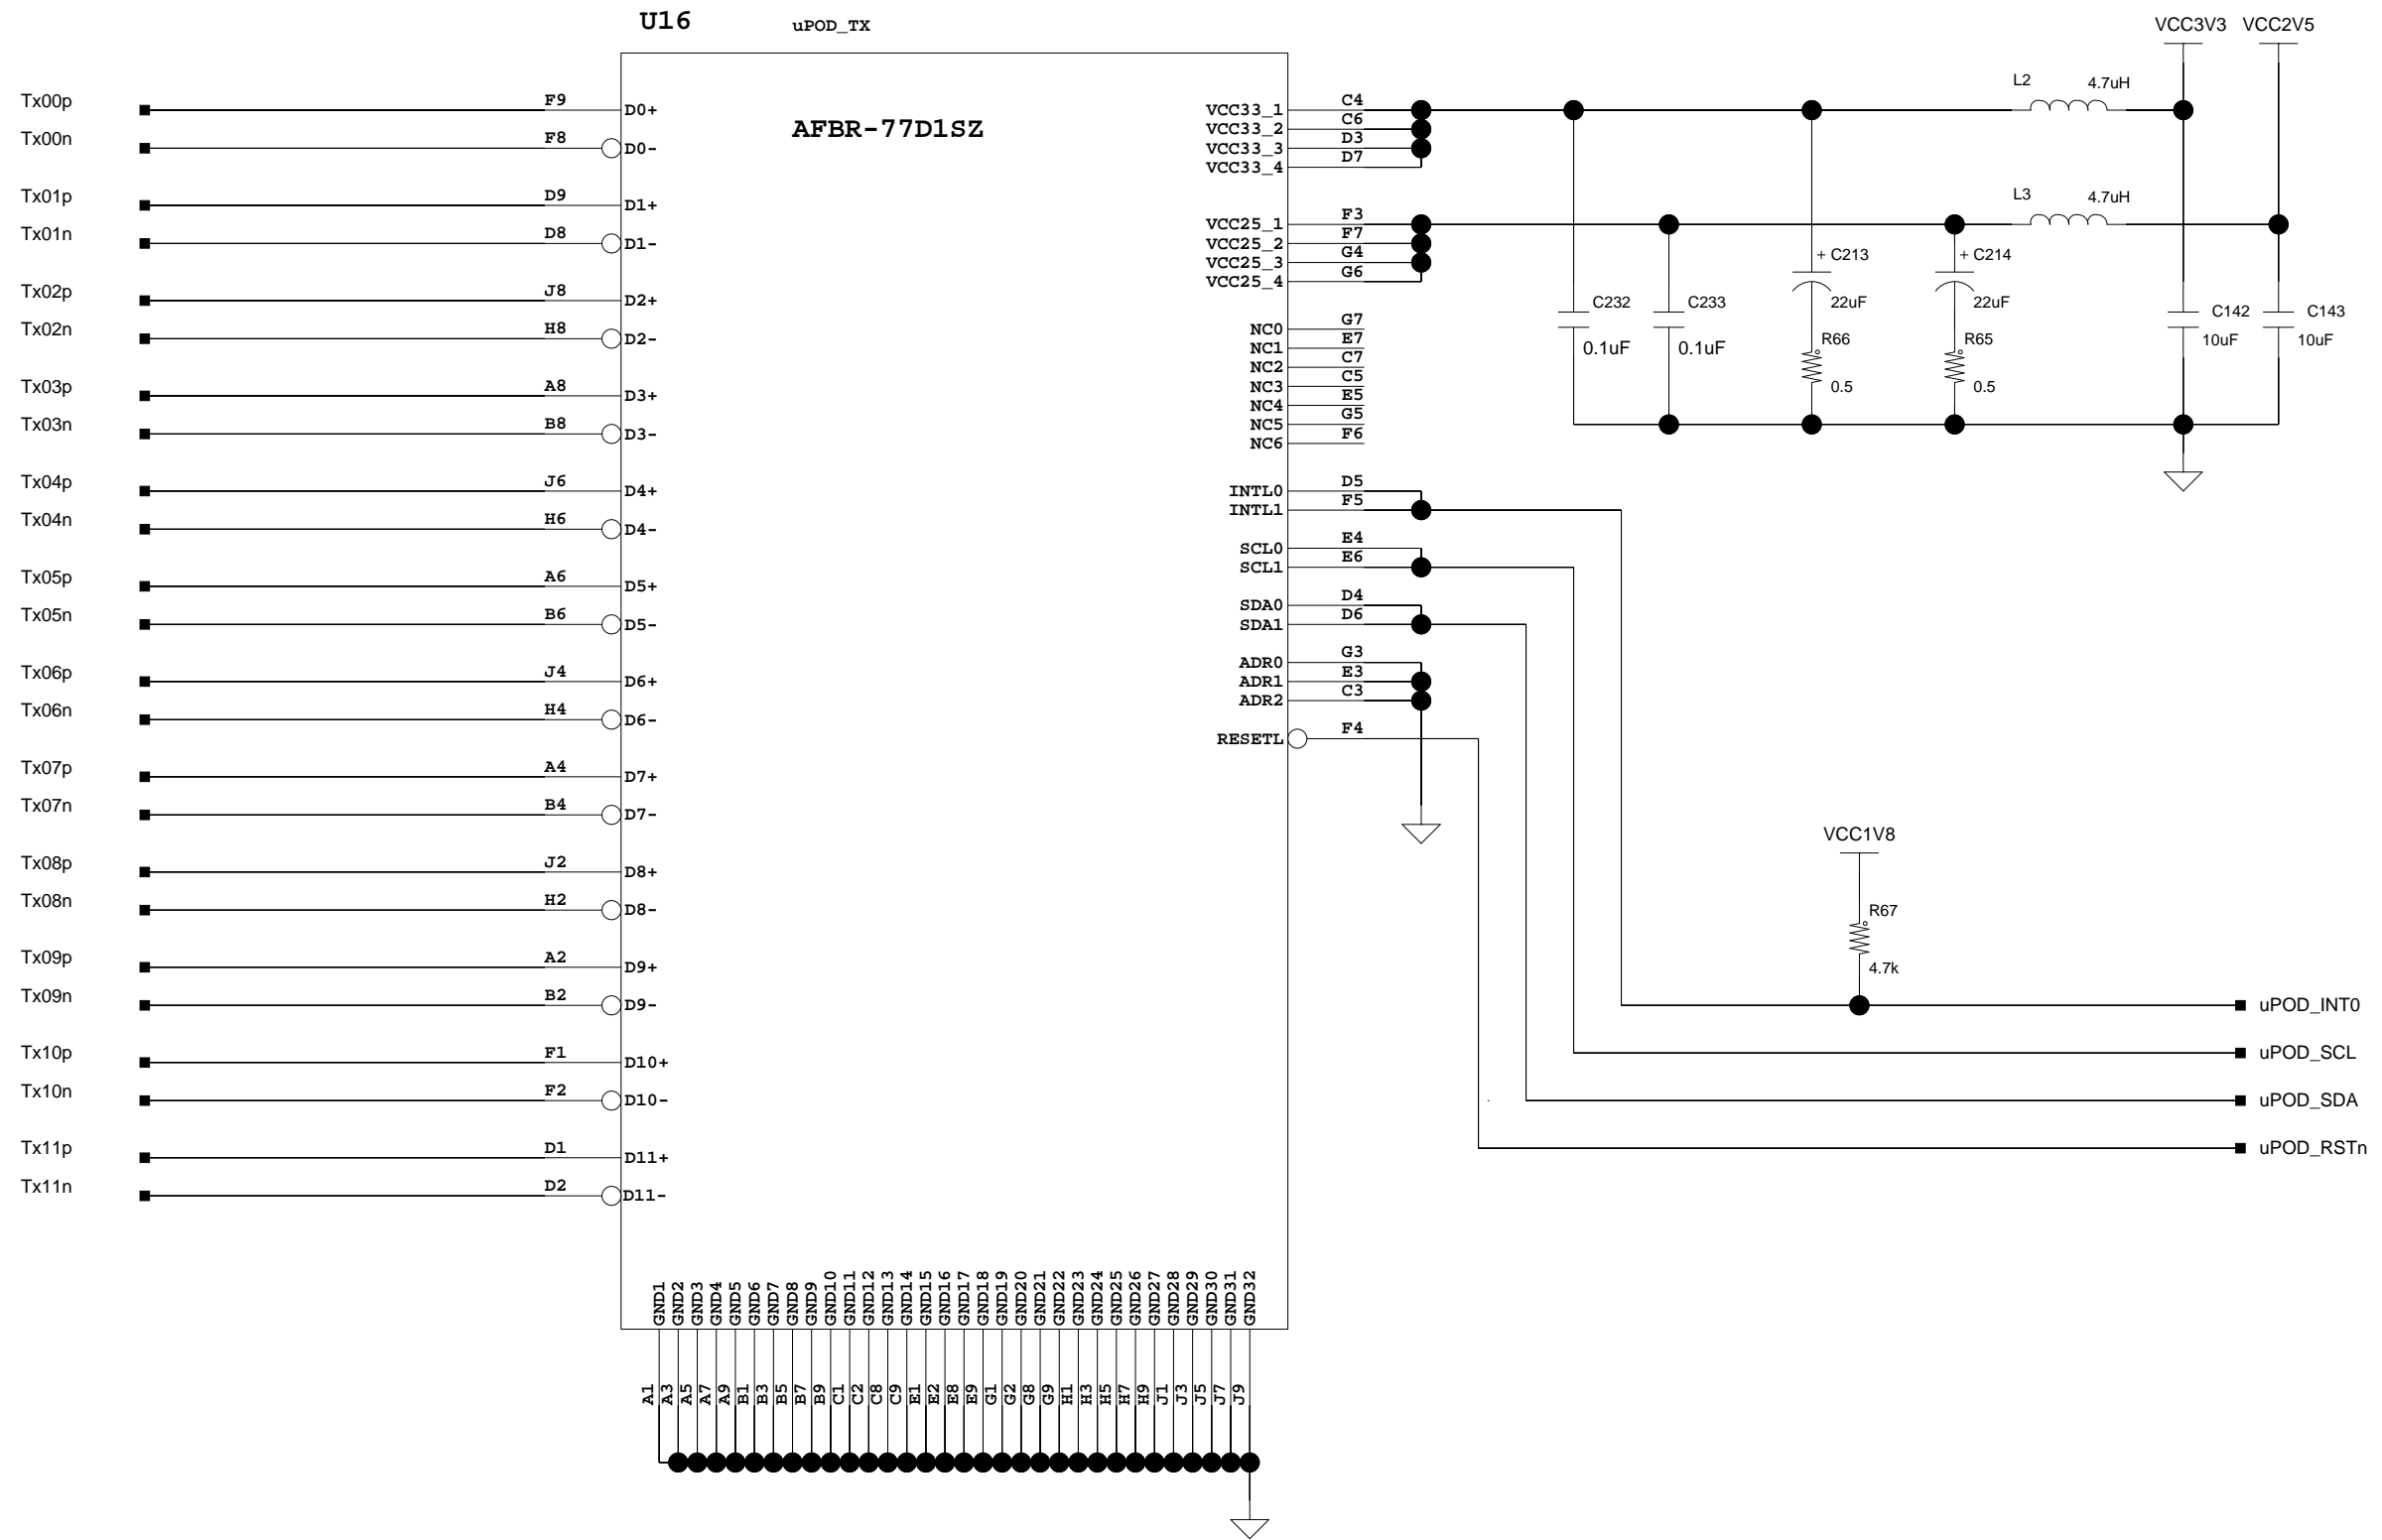 U16 uPOD_TX
AFBR-77D1SZ
Tx00p F9 D0+
Tx00n F8 D0-
Tx01p D9 D1+
Tx01n D8 D1-
Tx02p J8 D2+
Tx02n H8 D2-
Tx03p A8 D3+
Tx03n B8 D3-
Tx04p J6 D4+
Tx04n H6 D4-
Tx05p A6 D5+
Tx05n B6 D5-
Tx06p J4 D6+
Tx06n H4 D6-
Tx07p A4 D7+
Tx07n B4 D7-
Tx08p J2 D8+
Tx08n H2 D8-
Tx09p A2 D9+
Tx09n B2 D9-
Tx10p F1 D10+
Tx10n F2 D10-
Tx11p D1 D11+
Tx11n D2 D11-
VCC33_1 C4
VCC33_2 C6
VCC33_3 D3
VCC33_4 D7
VCC25_1 F3
VCC25_2 F7
VCC25_3 G4
VCC25_4 G6
NC0 G7
NC1 E7
NC2 C7
NC3 C5
NC4 E5
NC5 G5
NC6 F6
INTL0 D5
INTL1 F5
SCL0 E4
SCL1 E6
SDA0 D4
SDA1 D6
ADR0 G3
ADR1 E3
ADR2 C3
RESETL F4
VCC3V3 VCC2V5
L2 4.7uH
L3 4.7uH
+ C213
22uF
+ C214
22uF
C232
0.1uF
C233
0.1uF
R66
0.5
R65
0.5
C142
10uF
C143
10uF
VCC1V8
R67
4.7k
uPOD_INT0
uPOD_SCL
uPOD_SDA
uPOD_RSTn
GND1 GND2 GND3 GND4 GND5 GND6 GND7 GND8 GND9 GND10 GND11 GND12 GND13 GND14 GND15 GND16 GND17 GND18 GND19 GND20 GND21 GND22 GND23 GND24 GND25 GND26 GND27 GND28 GND29 GND30 GND31 GND32
A1 A3 A5 A7 A9 B1 B3 B5 B7 B9 C1 C2 C8 C9 E1 E2 E8 E9 G1 G2 G8 G9 H1 H3 H5 H7 H9 J1 J3 J5 J7 J9